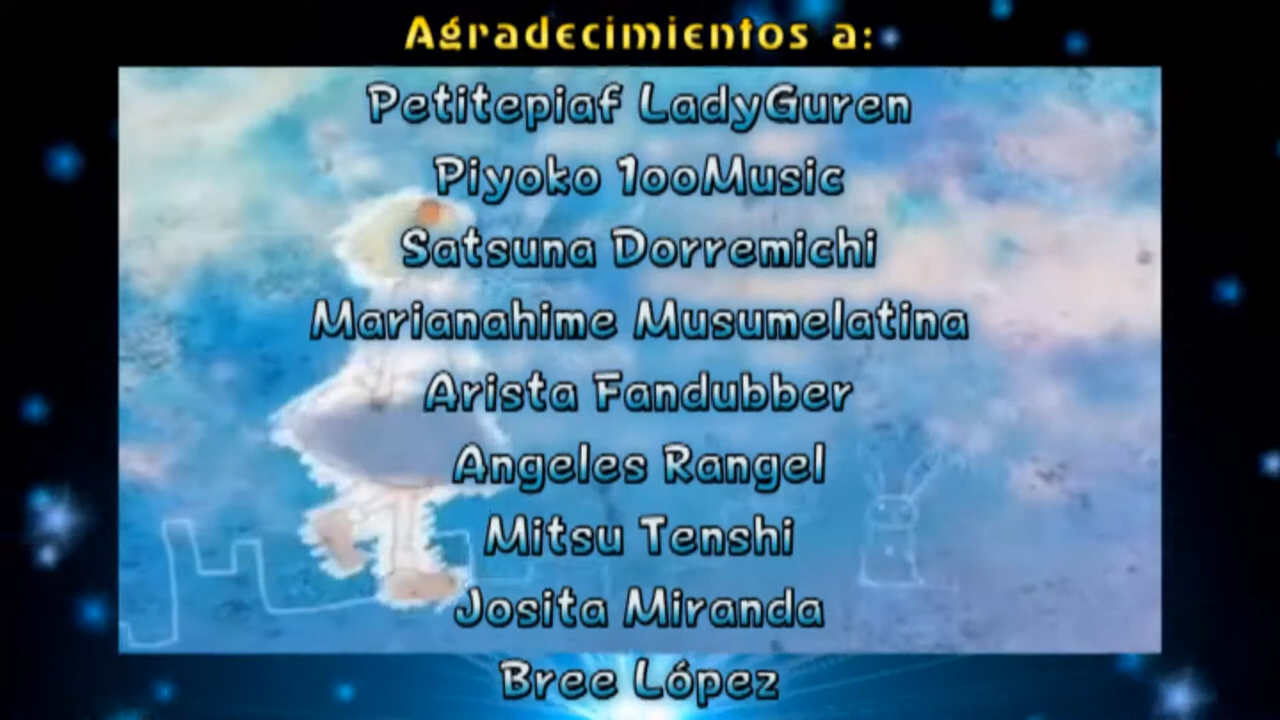 Agradecimientos a:
Petitepiaf LadyGuren
Piyoko 1ooMusic
Satsuna Dorremichi
Marianahime Musumelatina
Arista Fandubber
Angeles Rangel
Mitsu Tenshi
Josita Miranda
Bree López